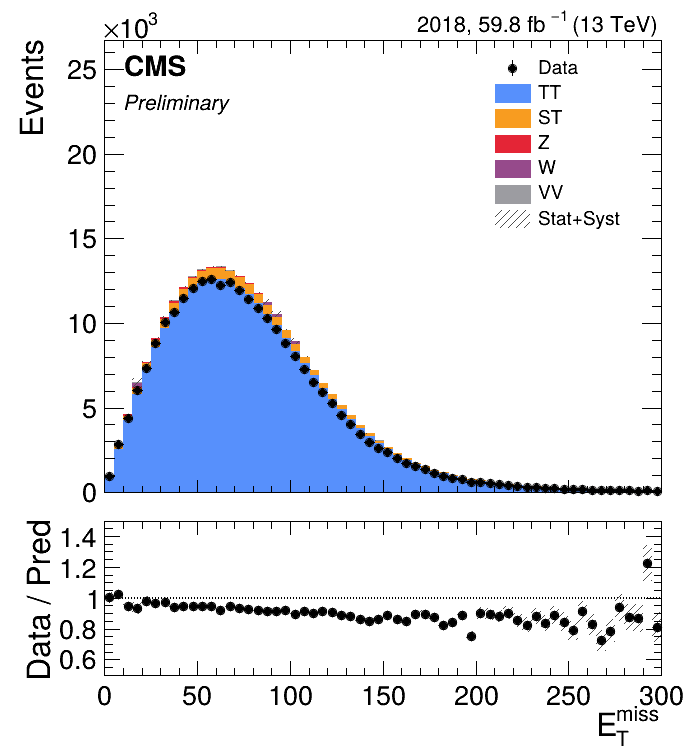 ×10³
2018, 59.8 fb⁻¹ (13 TeV)
Events
25
20
15
10
5
0
CMS
Preliminary
Data
TT
ST
Z
W
VV
Stat+Syst
Data / Pred
1.4
1.2
1
0.8
0.6
0 50 100 150 200 250 300
E_T^miss